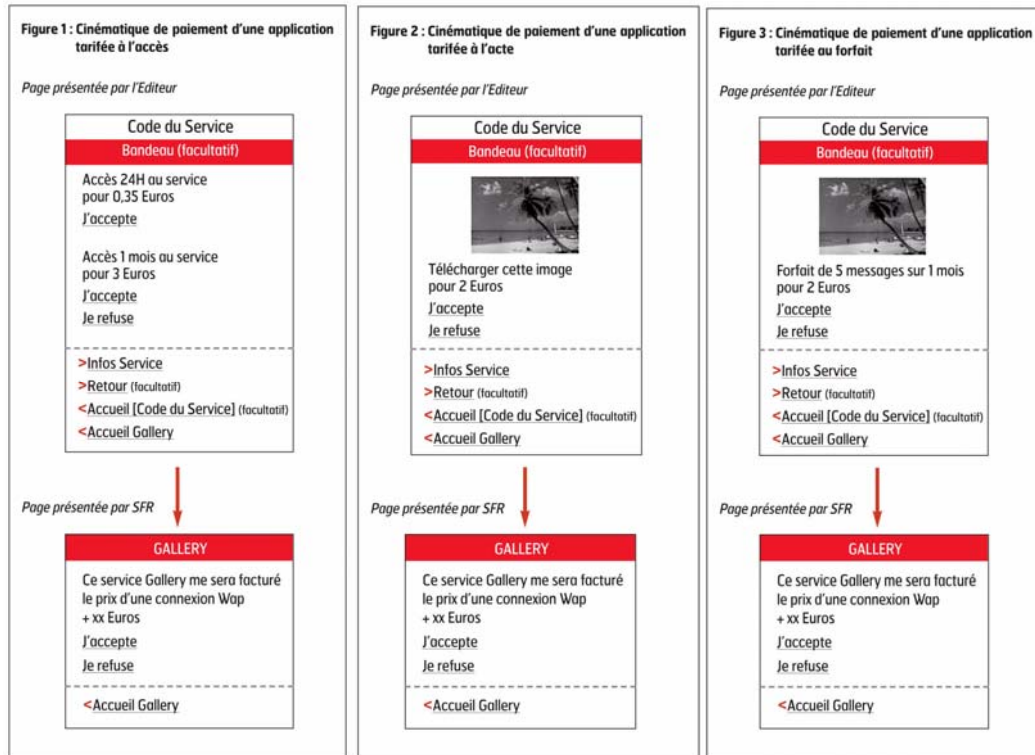 Figure 1 : Cinématique de paiement d'une application
tarifée à l'accès
Page présentée par l'Editeur
Code du Service
Bandeau (facultatif)
Accès 24H au service
pour 0,35 Euros
J'accepte
Accès 1 mois au service
pour 3 Euros
J'accepte
Je refuse
>Infos Service
>Retour (facultatif)
<Accueil [Code du Service] (facultatif)
<Accueil Gallery
Page présentée par SFR
GALLERY
Ce service Gallery me sera facturé
le prix d'une connexion Wap
+ xx Euros
J'accepte
Je refuse
<Accueil Gallery
Figure 2 : Cinématique de paiement d'une application
tarifée à l'acte
Page présentée par l'Editeur
Code du Service
Bandeau (facultatif)
Télécharger cette image
pour 2 Euros
J'accepte
Je refuse
>Infos Service
>Retour (facultatif)
<Accueil [Code du Service] (facultatif)
<Accueil Gallery
Page présentée par SFR
GALLERY
Ce service Gallery me sera facturé
le prix d'une connexion Wap
+ xx Euros
J'accepte
Je refuse
<Accueil Gallery
Figure 3 : Cinématique de paiement d'une application
tarifée au forfait
Page présentée par l'Editeur
Code du Service
Bandeau (facultatif)
Forfait de 5 messages sur 1 mois
pour 2 Euros
J'accepte
Je refuse
>Infos Service
>Retour (facultatif)
<Accueil [Code du Service] (facultatif)
<Accueil Gallery
Page présentée par SFR
GALLERY
Ce service Gallery me sera facturé
le prix d'une connexion Wap
+ xx Euros
J'accepte
Je refuse
<Accueil Gallery